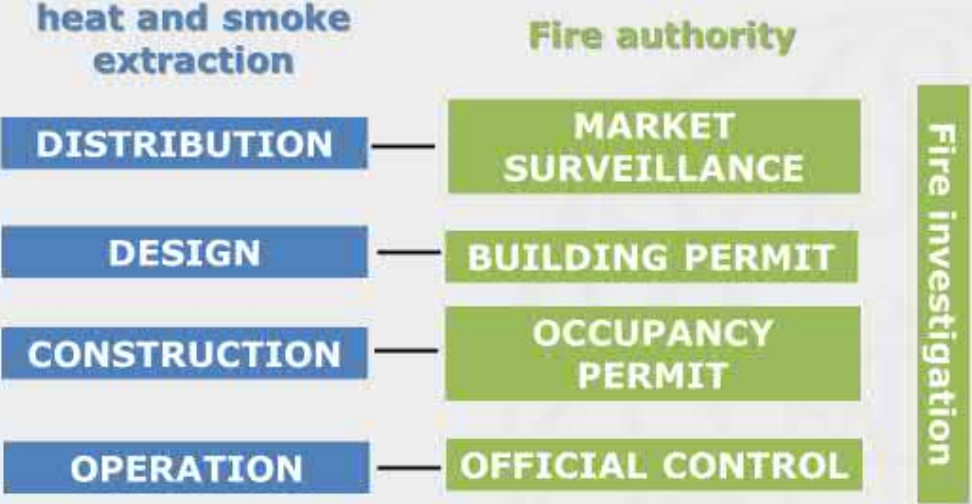 heat and smoke
extraction
Fire authority
DISTRIBUTION
MARKET
SURVEILLANCE
DESIGN
BUILDING PERMIT
CONSTRUCTION
OCCUPANCY
PERMIT
OPERATION
OFFICIAL CONTROL
Fire investigation